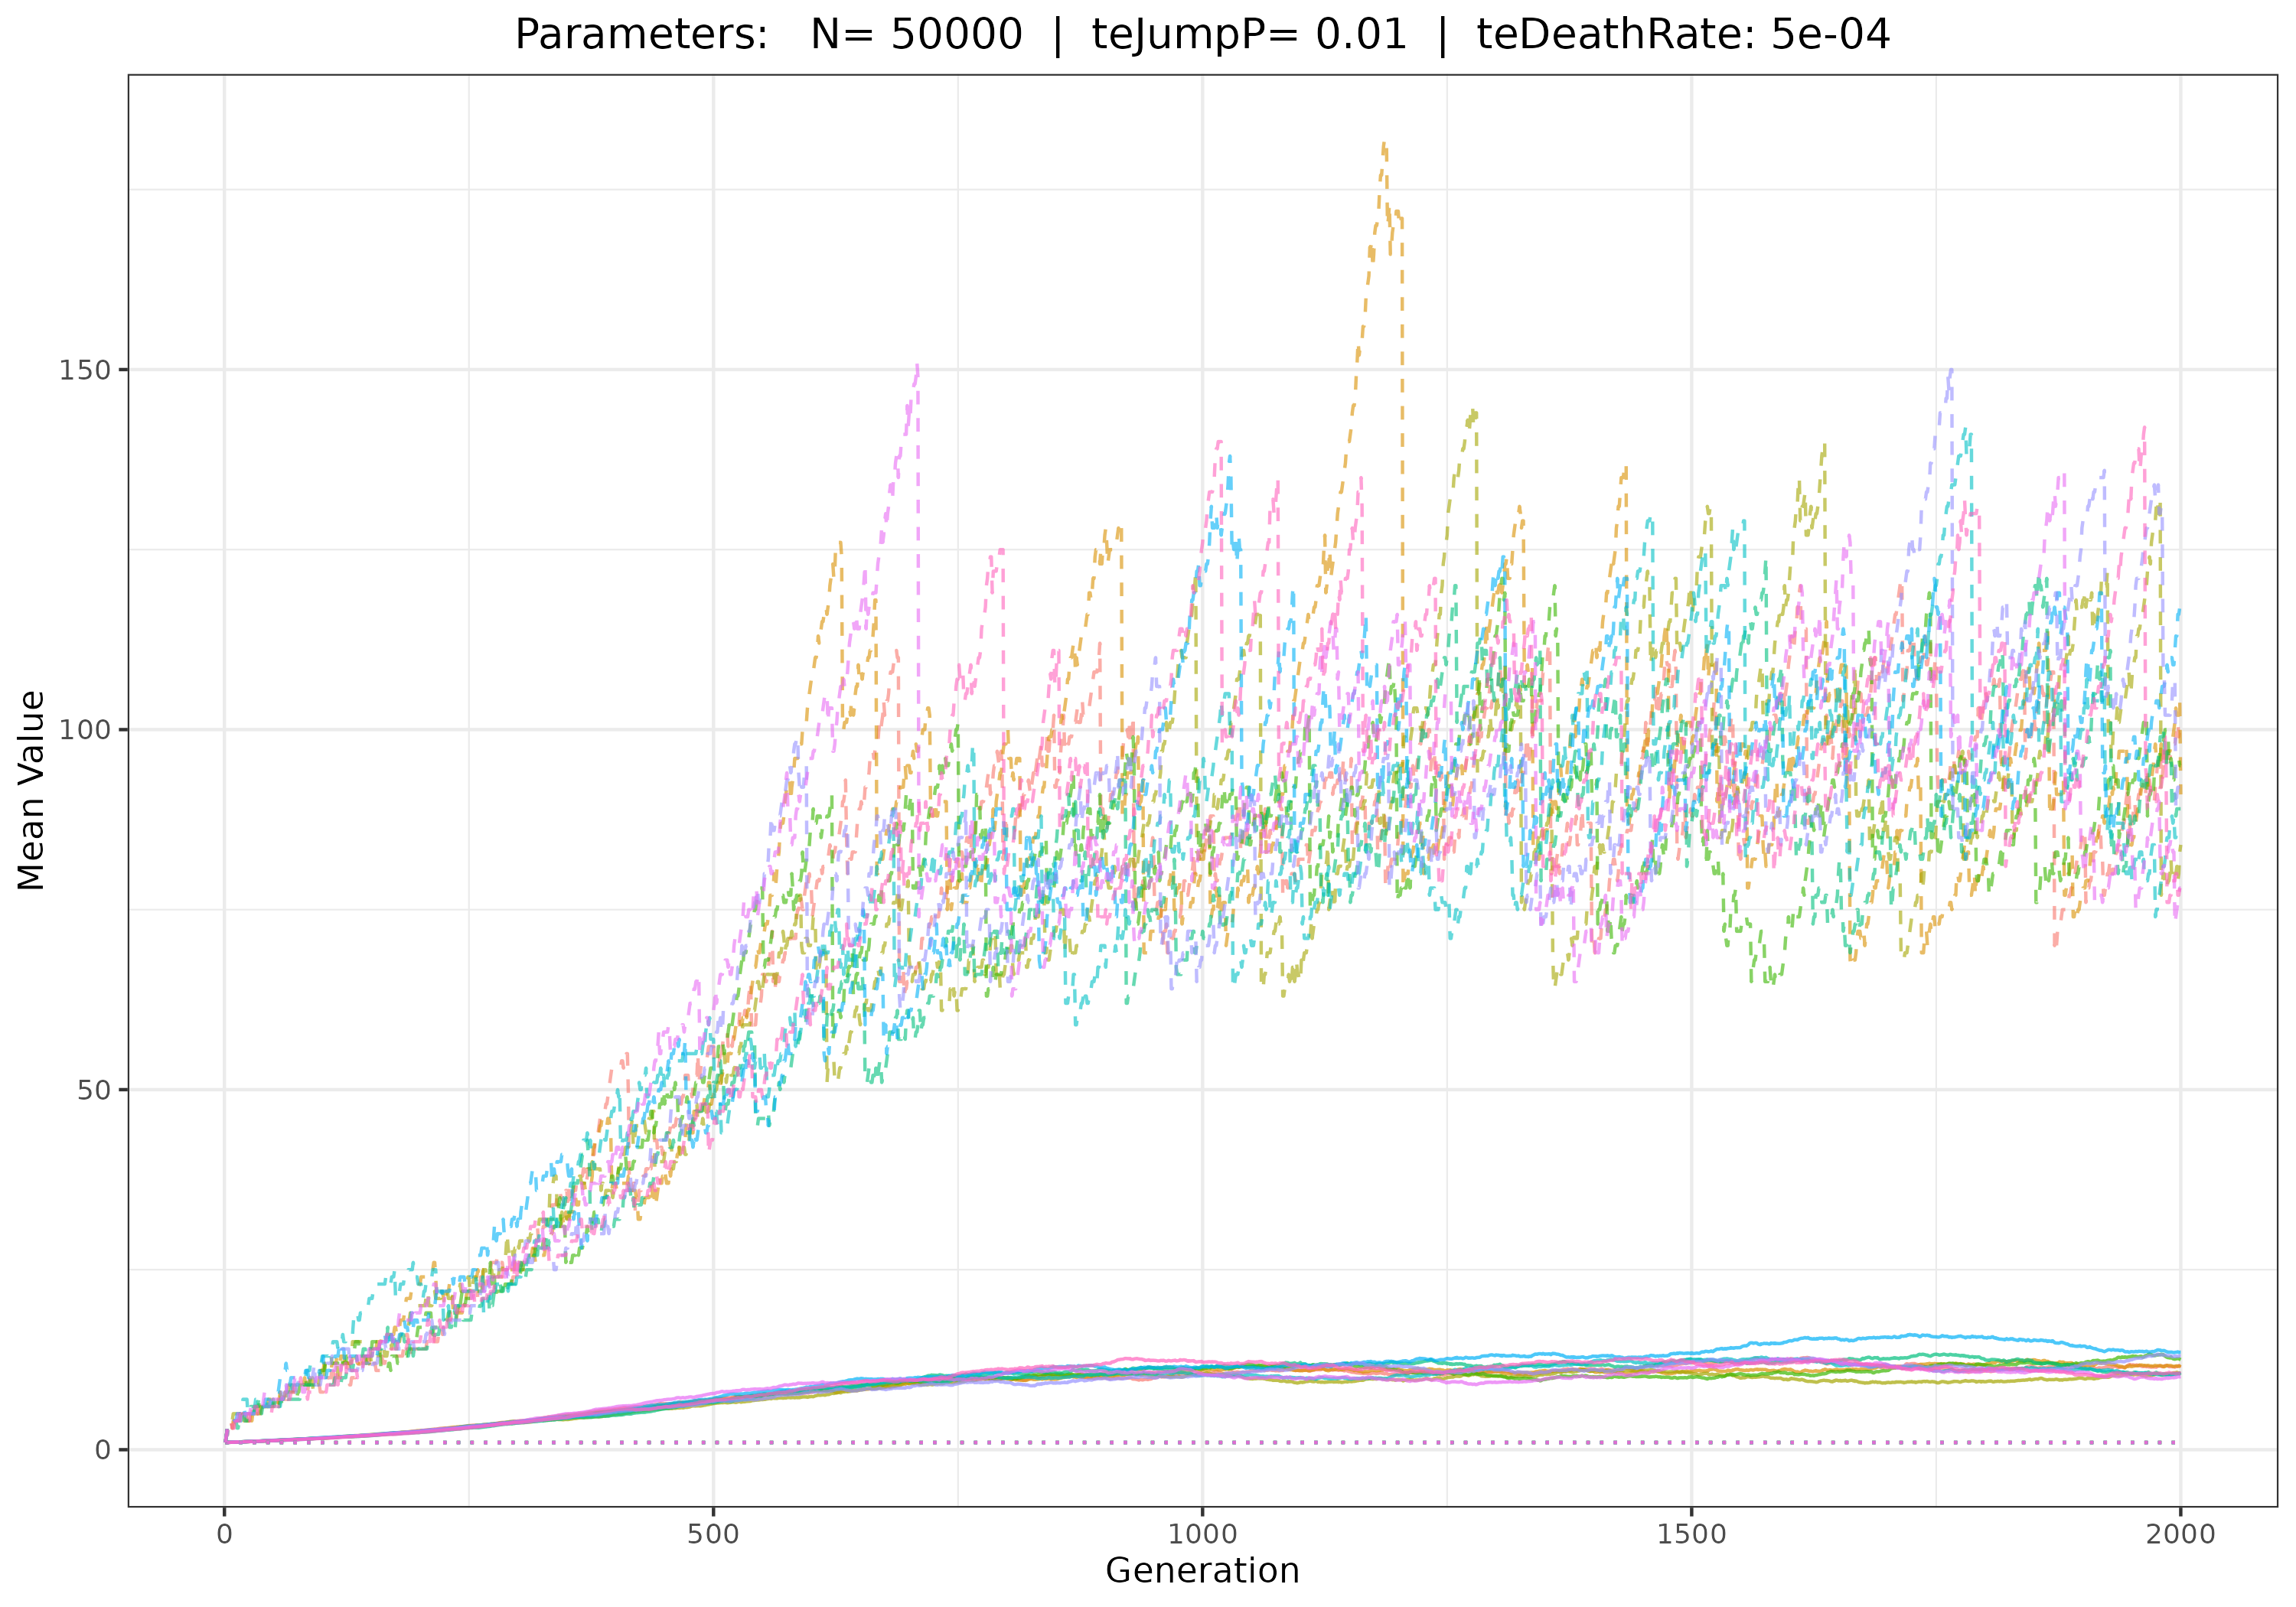 Parameters:   N= 50000  |  teJumpP= 0.01  |  teDeathRate: 5e-04
Mean Value
150
100
50
0
0 500 1000 1500 2000
Generation